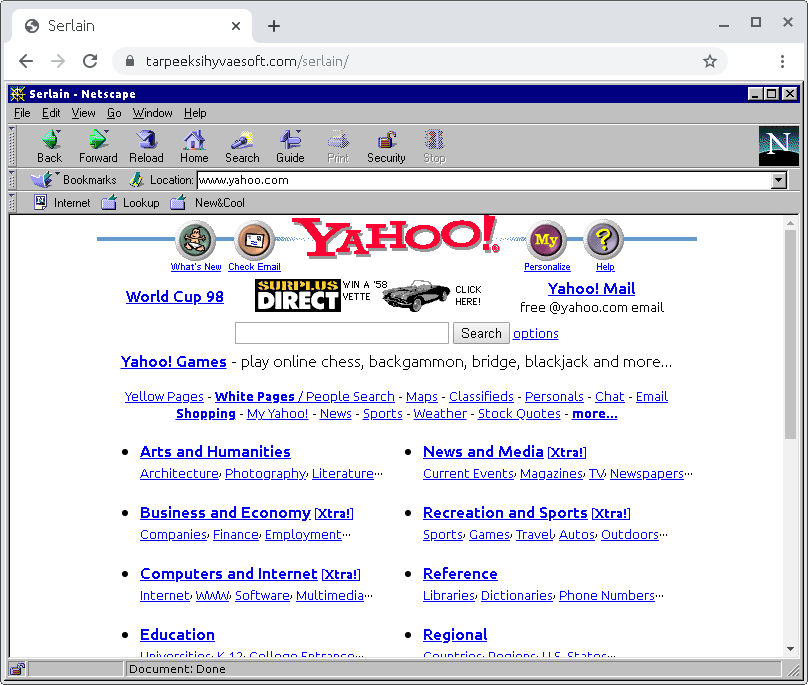 Serlain
tarpeeksihyvaesoft.com/serlain/
Serlain - Netscape
File Edit View Go Window Help
Back Forward Reload Home Search Guide Print Security Stop
N
Bookmarks Location: www.yahoo.com
Internet Lookup New&Cool
YAHOO!
My ?
What's New Check Email Personalize Help
World Cup 98
SURPLUS DIRECT
WIN A '58 VETTE
CLICK HERE!
Yahoo! Mail
free @yahoo.com email
Search options
Yahoo! Games - play online chess, backgammon, bridge, blackjack and more...
Yellow Pages - White Pages / People Search - Maps - Classifieds - Personals - Chat - Email
Shopping - My Yahoo! - News - Sports - Weather - Stock Quotes - more...
Arts and Humanities
Architecture, Photography, Literature...
News and Media [Xtra!]
Current Events, Magazines, TV, Newspapers...
Business and Economy [Xtra!]
Companies, Finance, Employment...
Recreation and Sports [Xtra!]
Sports, Games, Travel, Autos, Outdoors...
Computers and Internet [Xtra!]
Internet, WWW, Software, Multimedia...
Reference
Libraries, Dictionaries, Phone Numbers...
Education
Universities, K-12, College Entrance...
Regional
Countries, Regions, U.S. States...
Document: Done